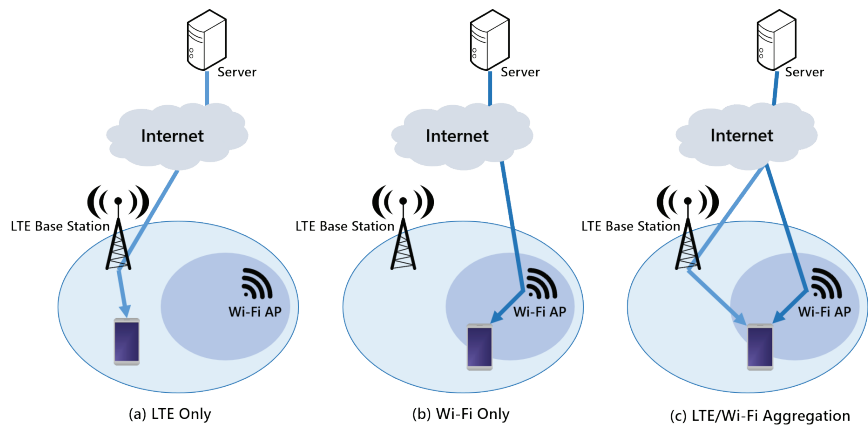 Server
Internet
LTE Base Station
Wi-Fi AP
(a) LTE Only
Server
Internet
LTE Base Station
Wi-Fi AP
(b) Wi-Fi Only
Server
Internet
LTE Base Station
Wi-Fi AP
(c) LTE/Wi-Fi Aggregation